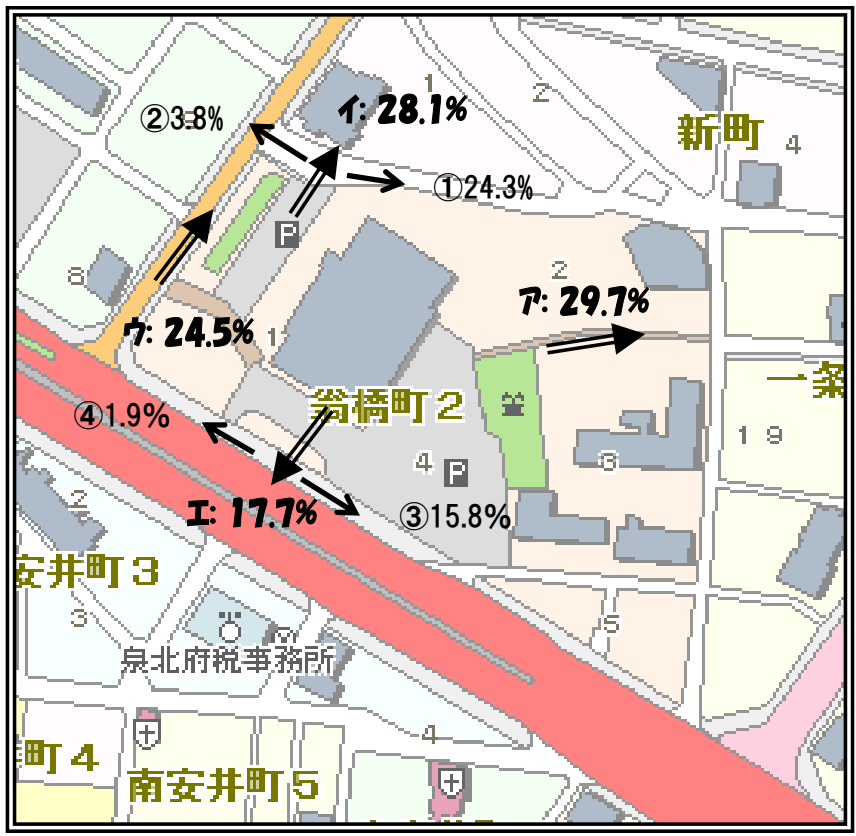 1
2
イ: 28.1%
②3.8%
新町
4
①24.3%
P
8
2
ア: 29.7%
ウ: 24.5%
1
一条
翁橋町2
④1.9%
19
4
P
6
エ: 17.7%
③15.8%
2
安井町3
3
5
泉北府税事務所
4
町4
南安井町5